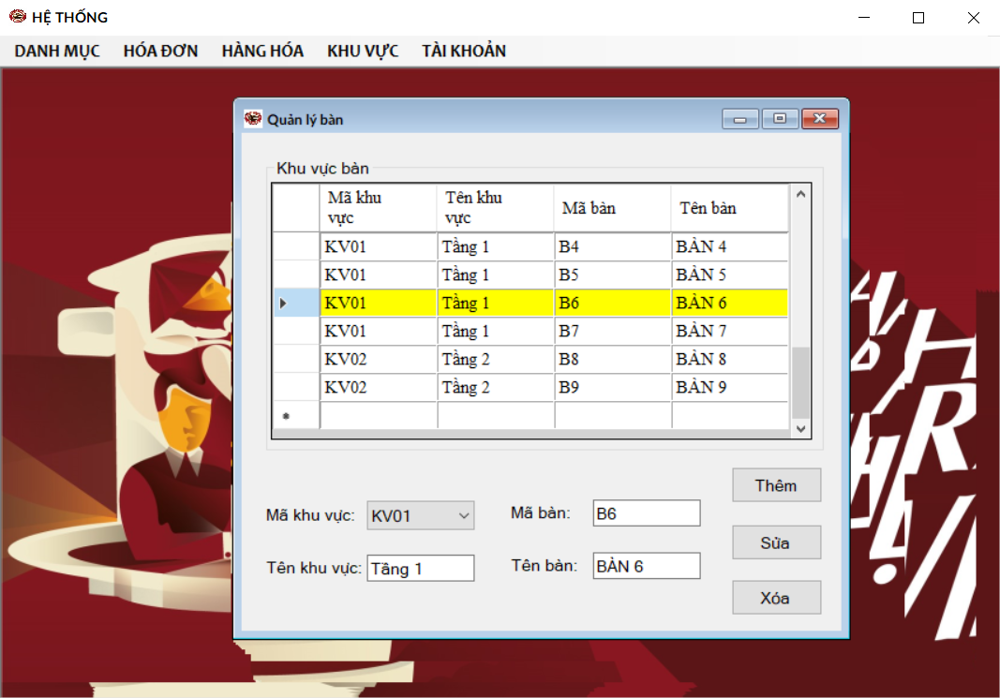 HỆ THỐNG
DANH MỤC HÓA ĐƠN HÀNG HÓA KHU VỰC TÀI KHOẢN
Quản lý bàn
Khu vực bàn
Mã khu vực Tên khu vực Mã bàn Tên bàn
KV01 Tầng 1 B4 BÀN 4
KV01 Tầng 1 B5 BÀN 5
KV01 Tầng 1 B6 BÀN 6
KV01 Tầng 1 B7 BÀN 7
KV02 Tầng 2 B8 BÀN 8
KV02 Tầng 2 B9 BÀN 9
Thêm
Mã khu vực: KV01 Mã bàn: B6
Sửa
Tên khu vực: Tầng 1 Tên bàn: BÀN 6
Xóa